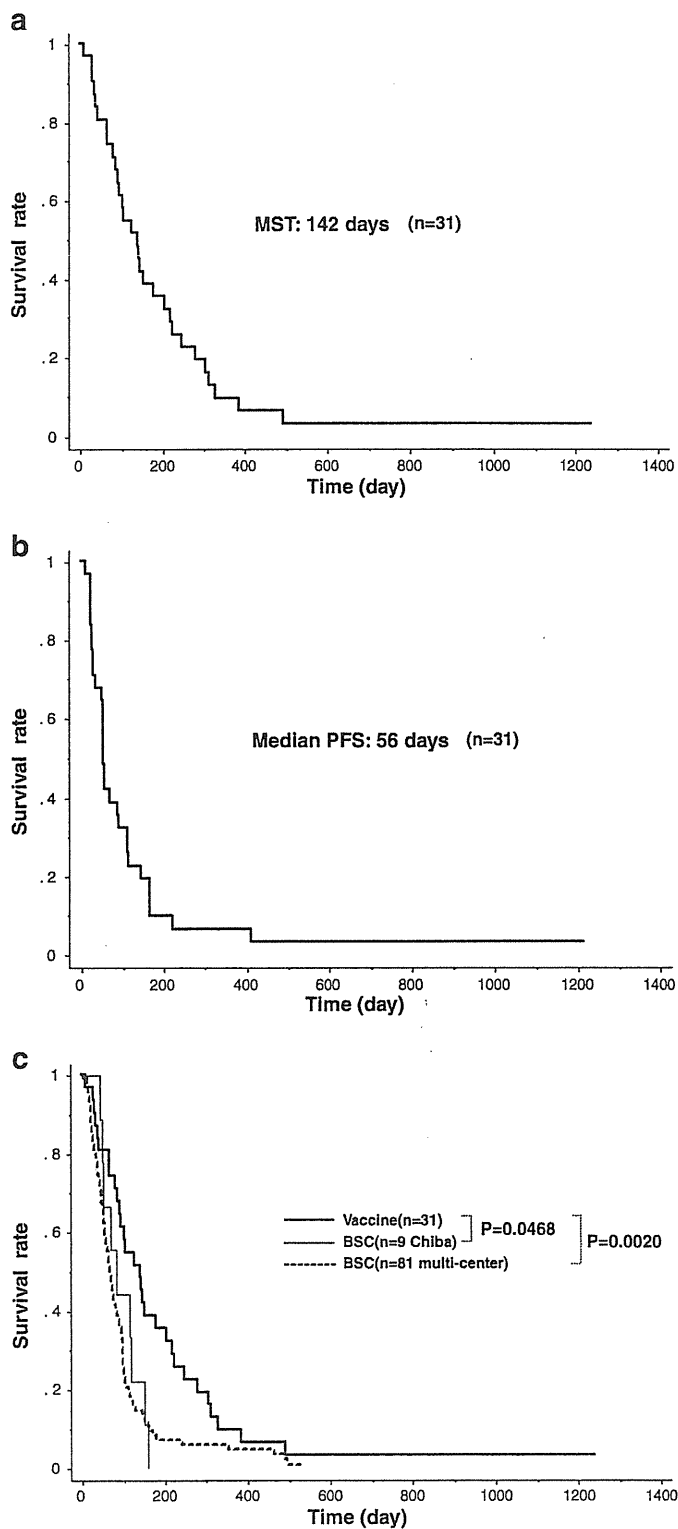 a
1
.8
.6
.4
.2
0
Survival rate
MST: 142 days (n=31)
0 200 400 600 800 1000 1200 1400
Time (day)
b
1
.8
.6
.4
.2
0
Survival rate
Median PFS: 56 days (n=31)
0 200 400 600 800 1000 1200 1400
Time (day)
c
1
.8
.6
.4
.2
0
Survival rate
Vaccine(n=31)
BSC(n=9 Chiba)
BSC(n=81 multi-center)
P=0.0468
P=0.0020
0 200 400 600 800 1000 1200 1400
Time (day)